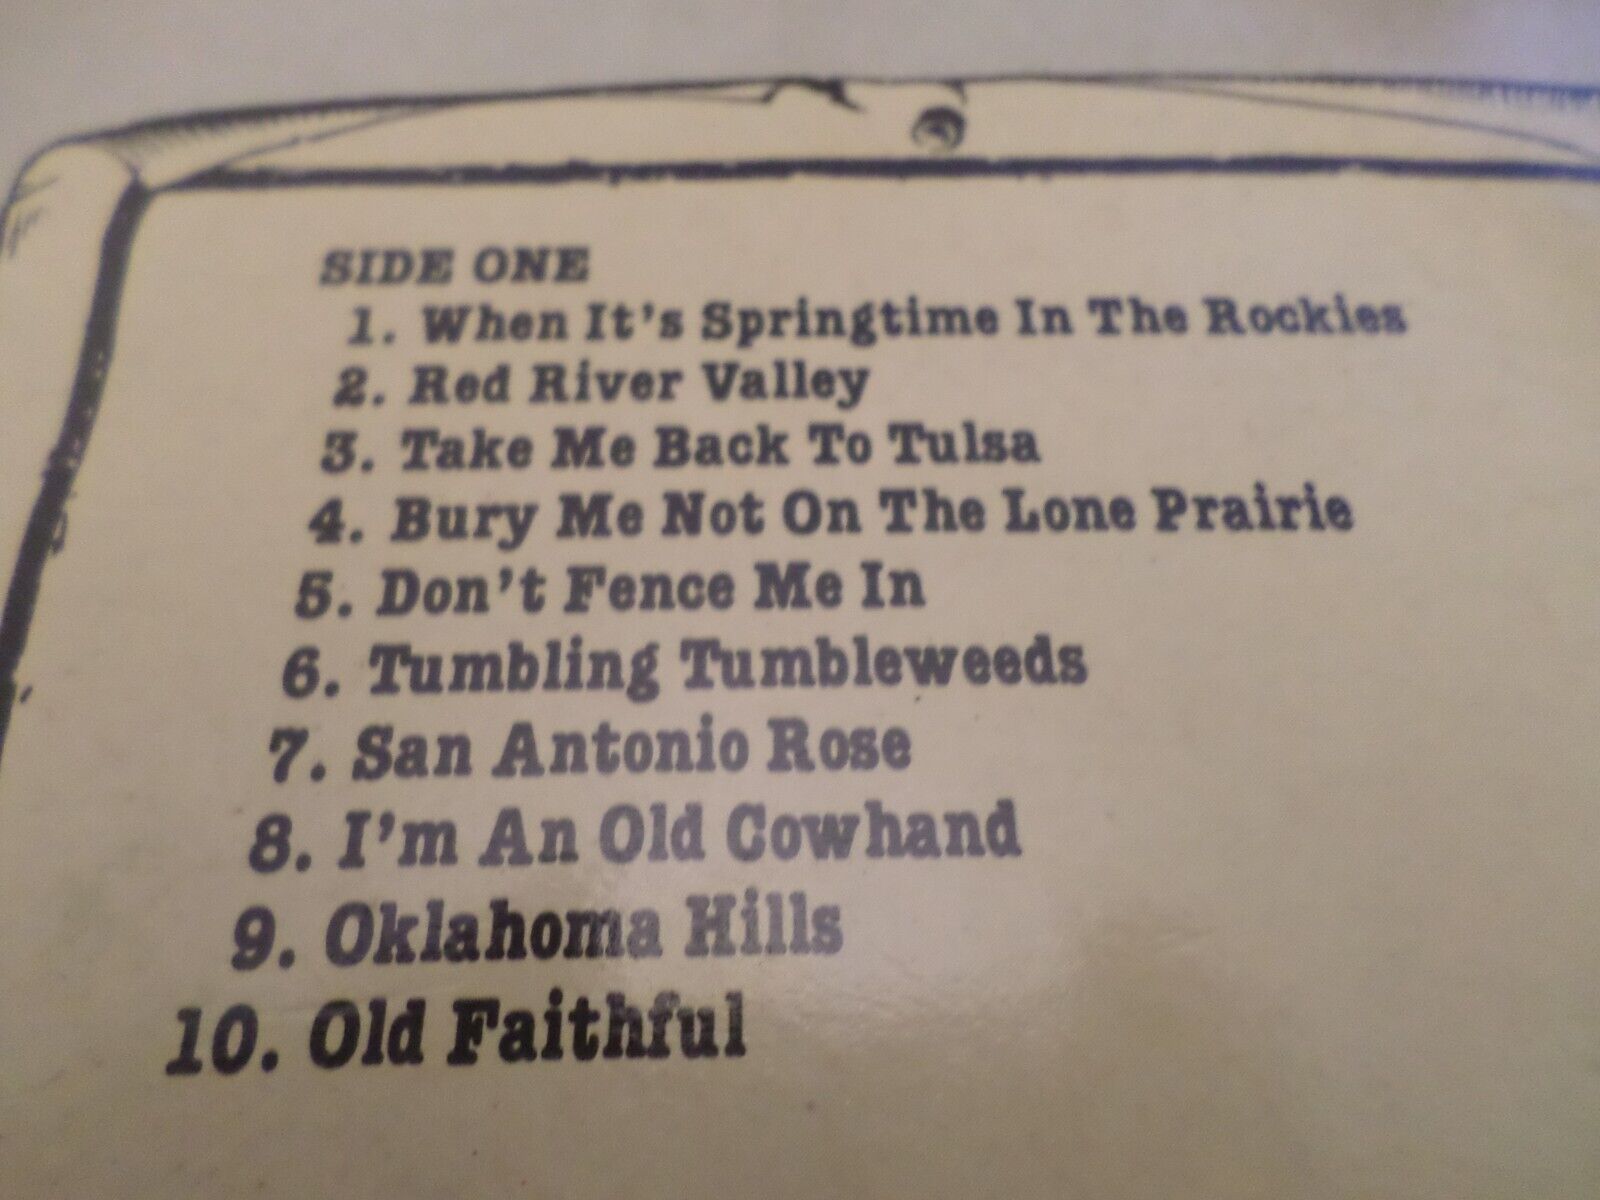 SIDE ONE
1. When It's Springtime In The Rockies
2. Red River Valley
3. Take Me Back To Tulsa
4. Bury Me Not On The Lone Prairie
5. Don't Fence Me In
6. Tumbling Tumbleweeds
7. San Antonio Rose
8. I'm An Old Cowhand
9. Oklahoma Hills
10. Old Faithful